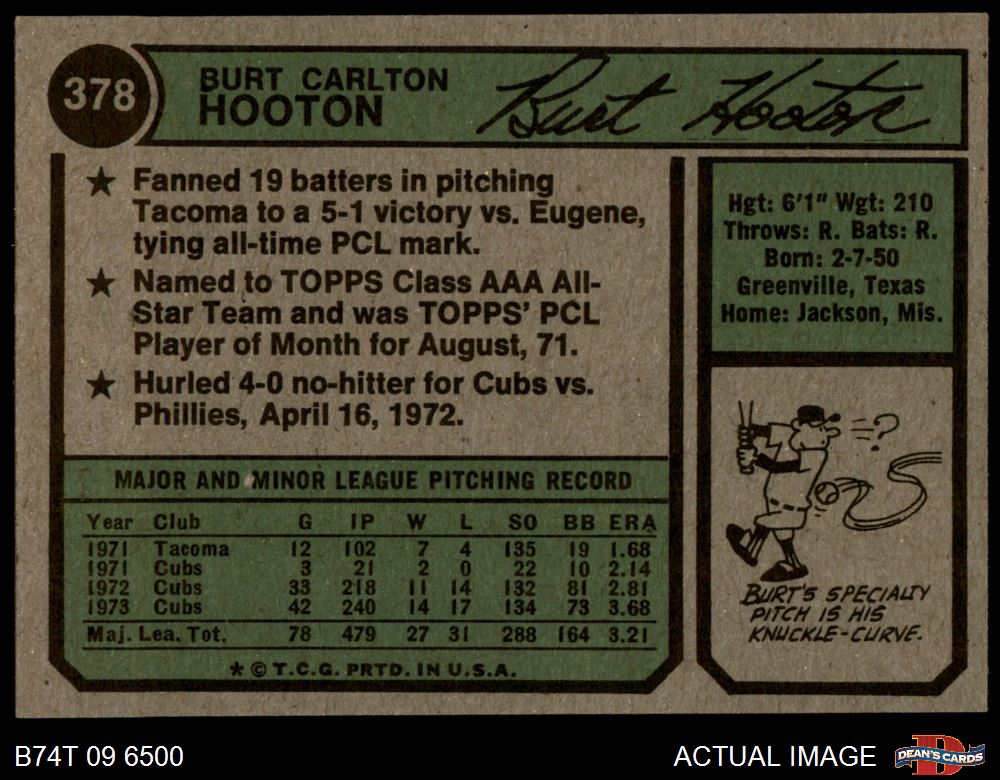 378
BURT CARLTON
HOOTON
Burt Hooton
★ Fanned 19 batters in pitching
Tacoma to a 5-1 victory vs. Eugene,
tying all-time PCL mark.
★ Named to TOPPS Class AAA All-
Star Team and was TOPPS' PCL
Player of Month for August, 71.
★ Hurled 4-0 no-hitter for Cubs vs.
Phillies, April 16, 1972.
Hgt: 6'1" Wgt: 210
Throws: R. Bats: R.
Born: 2-7-50
Greenville, Texas
Home: Jackson, Mis.
MAJOR AND MINOR LEAGUE PITCHING RECORD
Year Club G IP W L SO BB ERA
1971 Tacoma 12 102 7 4 135 19 1.68
1971 Cubs 3 21 2 0 22 10 2.14
1972 Cubs 33 218 11 14 132 81 2.81
1973 Cubs 42 240 14 17 134 73 3.68
Maj. Lea. Tot. 78 479 27 31 288 164 3.21
* © T.C.G. PRTD. IN U.S.A.
?
BURT'S SPECIALTY
PITCH IS HIS
KNUCKLE-CURVE.
B74T 09 6500
ACTUAL IMAGE
D
DEAN'S CARDS